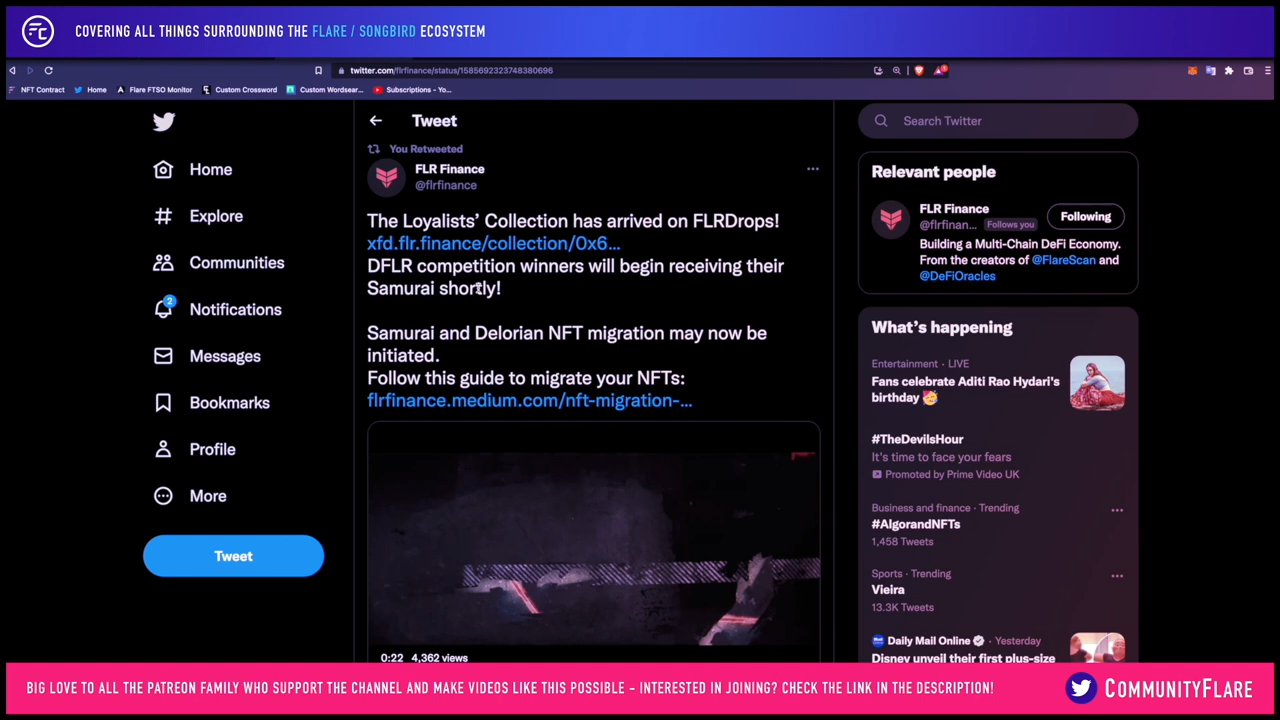 FC
COVERING ALL THINGS SURROUNDING THE FLARE / SONGBIRD ECOSYSTEM
twitter.com/flrfinance/status/1585692323748380696
NFT Contract
Home
Flare FTSO Monitor
Custom Crossword
Custom Wordsear...
Subscriptions - Yo...
Home
Explore
Communities
2
Notifications
Messages
Bookmarks
Profile
More
Tweet
Tweet
You Retweeted
FLR Finance
@flrfinance
The Loyalists’ Collection has arrived on FLRDrops!
xfd.flr.finance/collection/0x6...
DFLR competition winners will begin receiving their
Samurai shortly!
Samurai and Delorian NFT migration may now be
initiated.
Follow this guide to migrate your NFTs:
flrfinance.medium.com/nft-migration-...
0:22 4,362 views
Search Twitter
Relevant people
FLR Finance
@flrfinan... Follows you
Following
Building a Multi-Chain DeFi Economy.
From the creators of @FlareScan and
@DeFiOracles
What’s happening
Entertainment · LIVE
Fans celebrate Aditi Rao Hydari's
birthday 🥳
#TheDevilsHour
It's time to face your fears
Promoted by Prime Video UK
Business and finance · Trending
#AlgorandNFTs
1,458 Tweets
Sports · Trending
Vieira
13.3K Tweets
Daily Mail Online · Yesterday
Disney unveil their first plus-size
BIG LOVE TO ALL THE PATREON FAMILY WHO SUPPORT THE CHANNEL AND MAKE VIDEOS LIKE THIS POSSIBLE - INTERESTED IN JOINING? CHECK THE LINK IN THE DESCRIPTION!
COMMUNITYFLARE